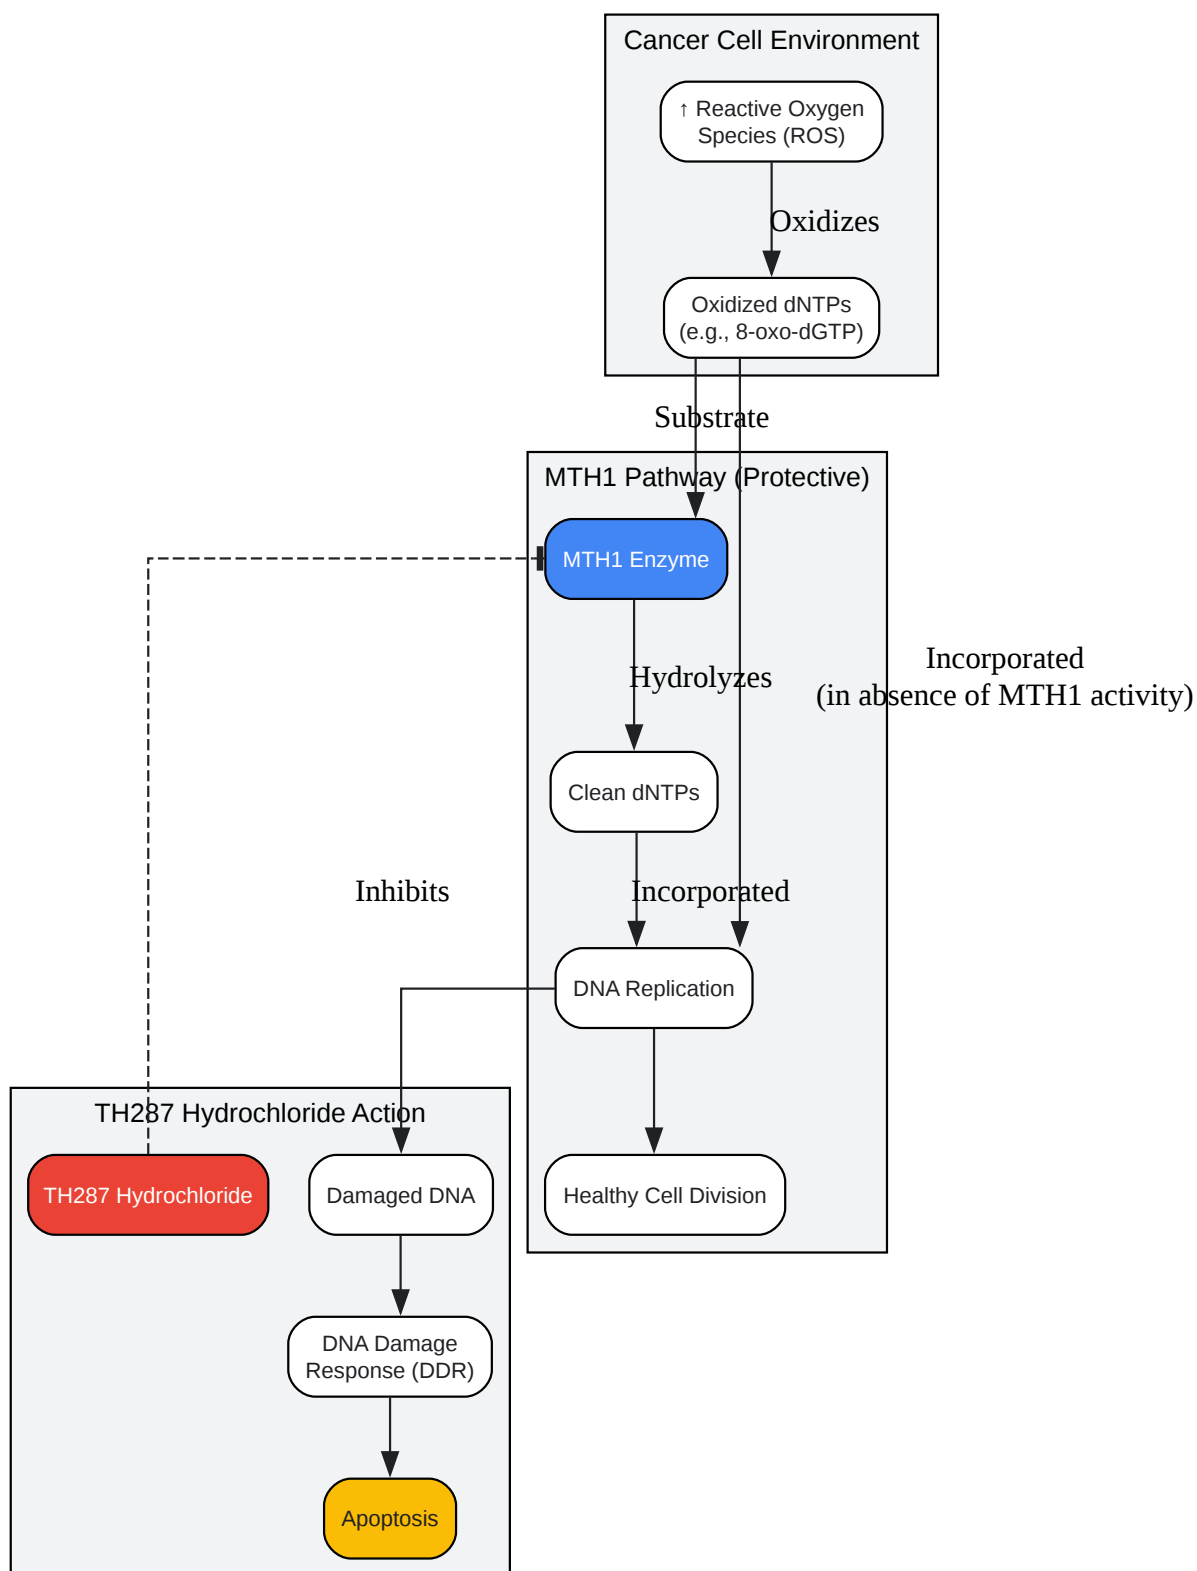 Cancer Cell Environment
↑ Reactive Oxygen
Species (ROS)
Oxidizes
Oxidized dNTPs
(e.g., 8-oxo-dGTP)
Substrate
MTH1 Pathway (Protective)
MTH1 Enzyme
Hydrolyzes
Incorporated
(in absence of MTH1 activity)
Clean dNTPs
Inhibits
Incorporated
DNA Replication
TH287 Hydrochloride Action
TH287 Hydrochloride
Damaged DNA
Healthy Cell Division
DNA Damage
Response (DDR)
Apoptosis